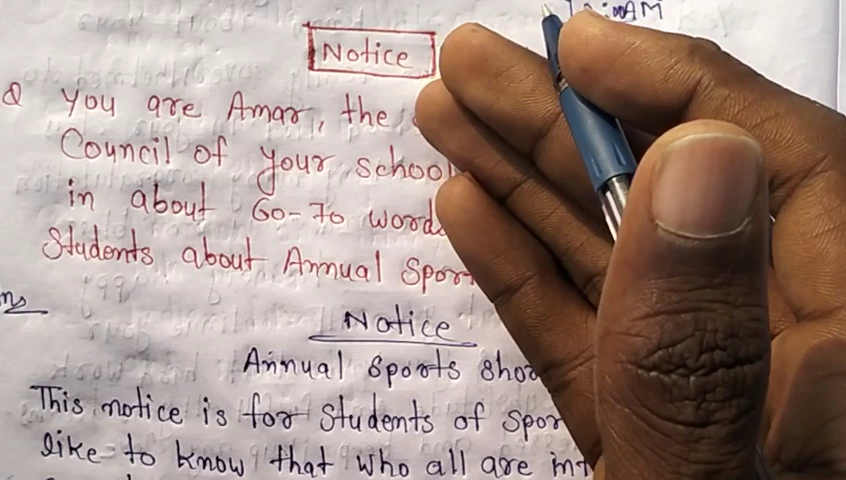 Notice
Q You are Amar, the
Council of your school
in about 60-70 words
Students about Annual Spor
Ans
Notice
Annual Sports sho
This notice is for students of spor
like to know that who all are int